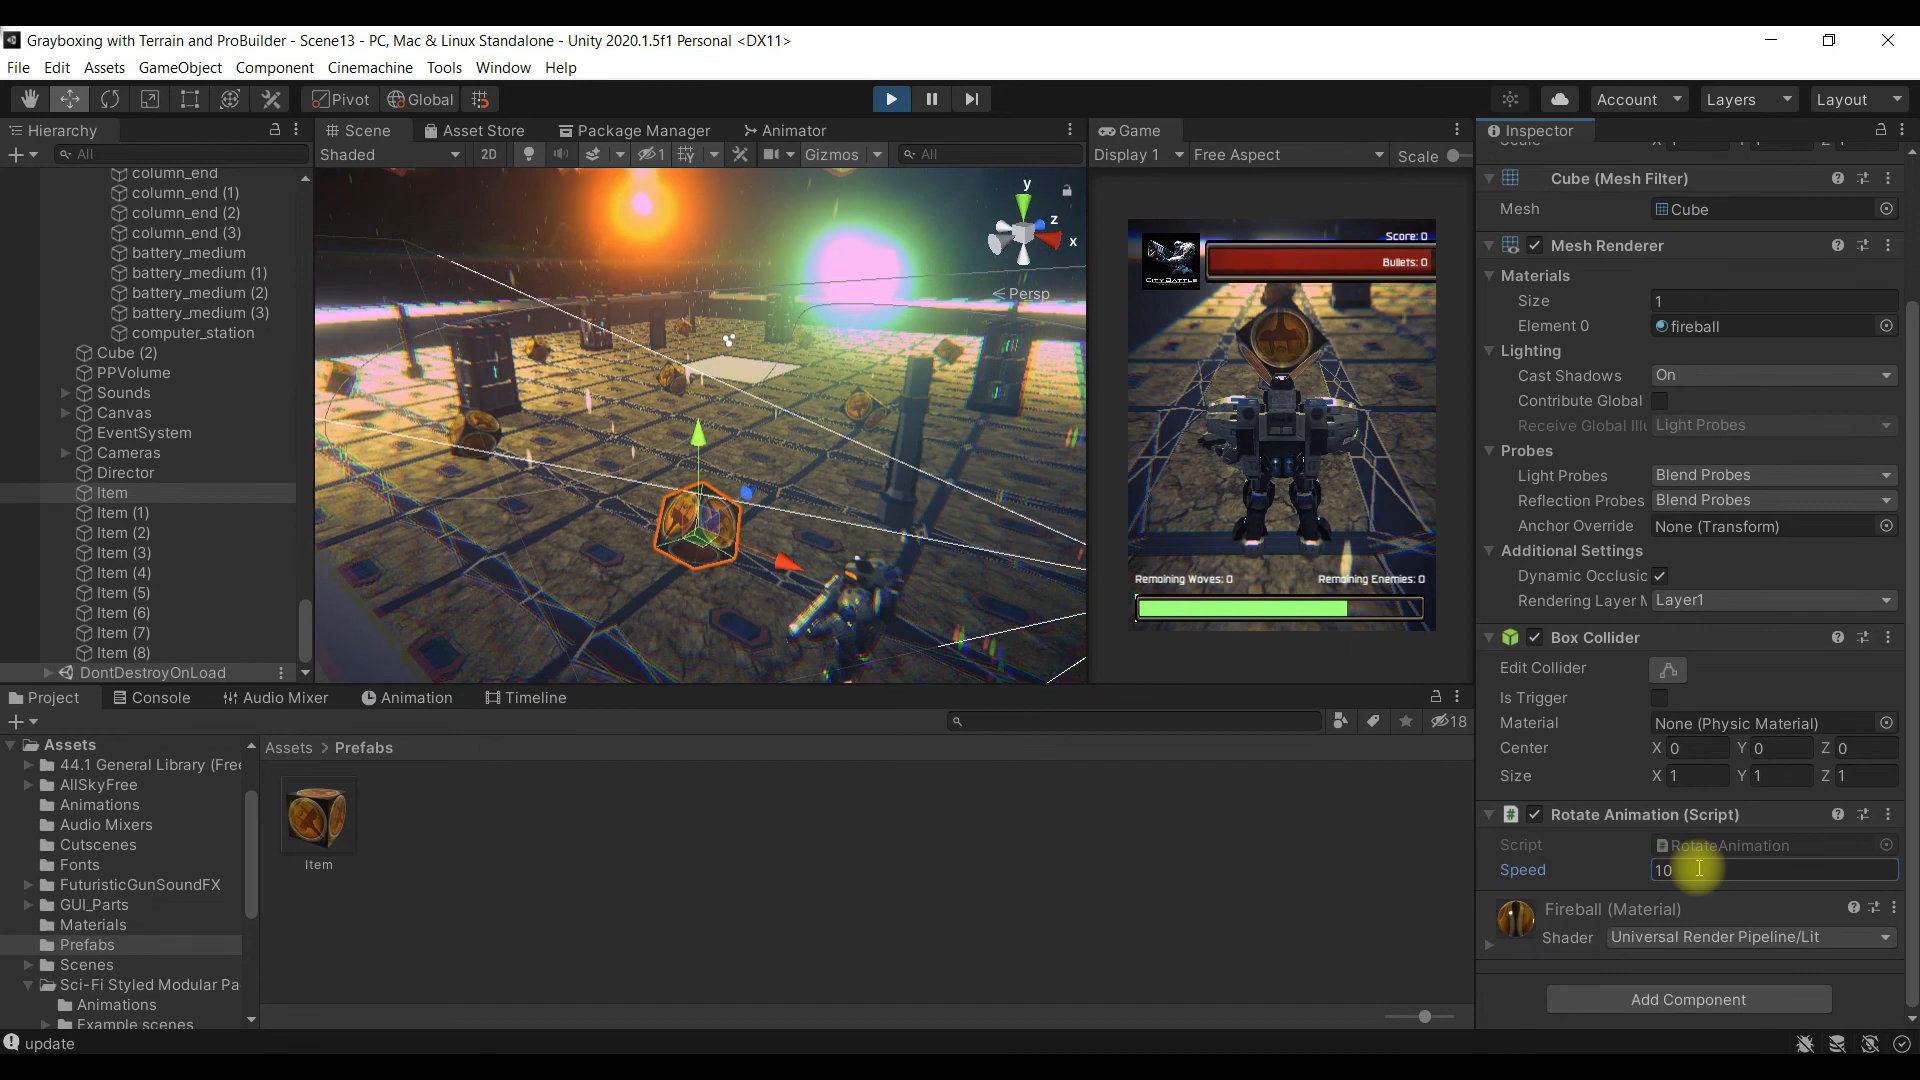 Grayboxing with Terrain and ProBuilder - Scene13 - PC, Mac & Linux Standalone - Unity 2020.1.5f1 Personal <DX11>
File Edit Assets GameObject Component Cinemachine Tools Window Help
Pivot Global Account Layers Layout
Hierarchy
All
column_end
column_end (1)
column_end (2)
column_end (3)
battery_medium
battery_medium (1)
battery_medium (2)
battery_medium (3)
computer_station
Cube (2)
PPVolume
Sounds
Canvas
EventSystem
Cameras
Director
Item
Item (1)
Item (2)
Item (3)
Item (4)
Item (5)
Item (6)
Item (7)
Item (8)
DontDestroyOnLoad
Scene Asset Store Package Manager Animator
Shaded 2D 1 Gizmos All
y
z
x
Persp
Game
Display 1 Free Aspect Scale
Score: 0
Bullets: 0
CITY BATTLE
Remaining Waves: 0 Remaining Enemies: 0
Inspector
Scale X 1 Y 1 Z 1
Cube (Mesh Filter)
Mesh Cube
Mesh Renderer
Materials
Size 1
Element 0 fireball
Lighting
Cast Shadows On
Contribute Global
Receive Global Illu Light Probes
Probes
Light Probes Blend Probes
Reflection Probes Blend Probes
Anchor Override None (Transform)
Additional Settings
Dynamic Occlusic
Rendering Layer M Layer1
Box Collider
Edit Collider
Is Trigger
Material None (Physic Material)
Center X 0 Y 0 Z 0
Size X 1 Y 1 Z 1
Rotate Animation (Script)
Script RotateAnimation
Speed 10
Fireball (Material)
Shader Universal Render Pipeline/Lit
Add Component
Project Console Audio Mixer Animation Timeline
18
Assets
44.1 General Library (Free
AllSkyFree
Animations
Audio Mixers
Cutscenes
Fonts
FuturisticGunSoundFX
GUI_Parts
Materials
Prefabs
Scenes
Sci-Fi Styled Modular Pa
Animations
Example scenes
Assets > Prefabs
Item
update